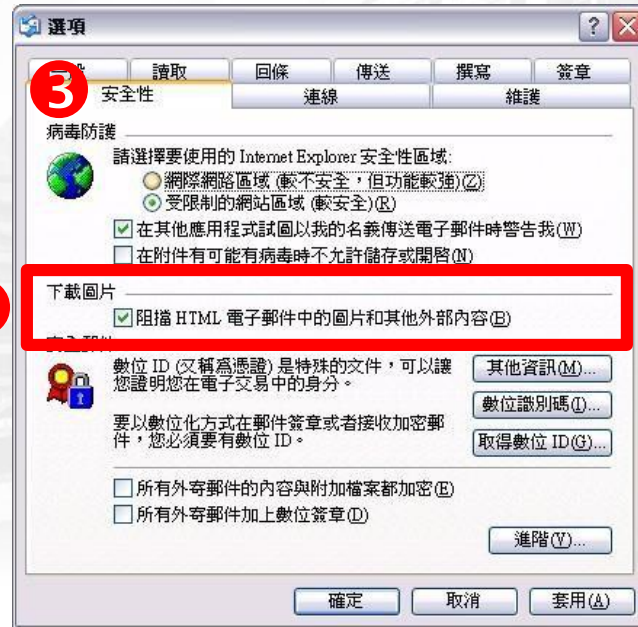 選項
讀取 回條 傳送 撰寫 簽章
3
安全性 連線 維護
病毒防護
請選擇要使用的 Internet Explorer 安全性區域:
網際網路區域 (較不安全，但功能較強)(Z)
受限制的網站區域 (較安全)(R)
在其他應用程式試圖以我的名義傳送電子郵件時警告我(W)
在附件有可能有病毒時不允許儲存或開啓(N)
下載圖片
阻擋 HTML 電子郵件中的圖片和其他外部內容(B)
數位 ID (又稱爲憑證) 是特殊的文件，可以讓
您證明您在電子交易中的身分。
其他資訊(M)...
數位識別碼(I)...
要以數位化方式在郵件簽章或者接收加密郵
件，您必須要有數位 ID。
取得數位 ID(G)...
所有外寄郵件的內容與附加檔案都加密(E)
所有外寄郵件加上數位簽章(D)
進階(V)...
確定 取消 套用(A)